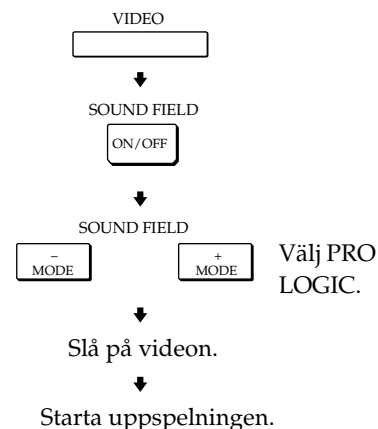 VIDEO
SOUND FIELD
ON/OFF
SOUND FIELD
–
MODE
+
MODE
Välj PRO
LOGIC.
Slå på videon.
Starta uppspelningen.